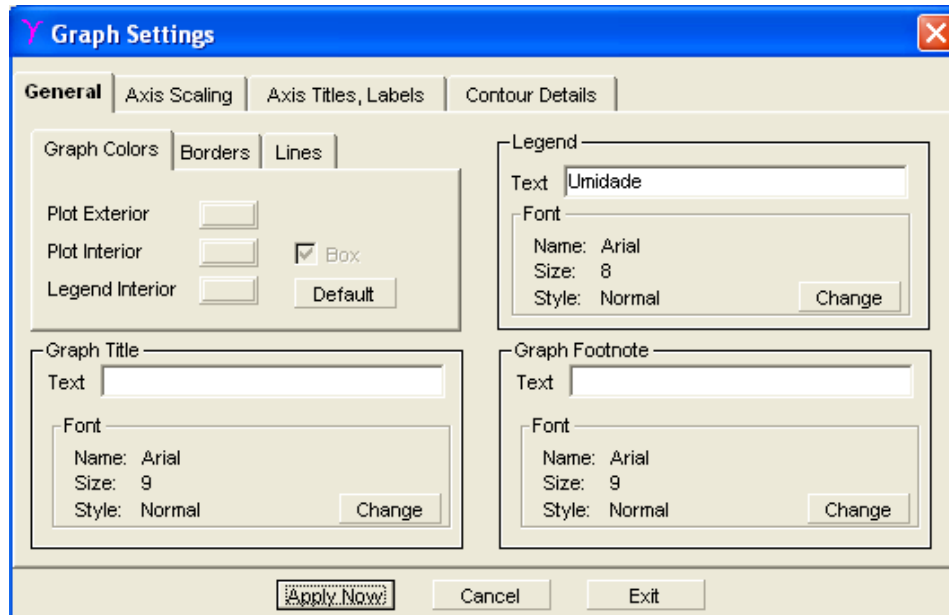 Graph Settings
General Axis Scaling Axis Titles, Labels Contour Details
Graph Colors Borders Lines
Plot Exterior
Plot Interior Box
Legend Interior Default
Legend
Text Umidade
Font
Name: Arial
Size: 8
Style: Normal Change
Graph Title
Text
Font
Name: Arial
Size: 9
Style: Normal Change
Graph Footnote
Text
Font
Name: Arial
Size: 9
Style: Normal Change
Apply Now Cancel Exit